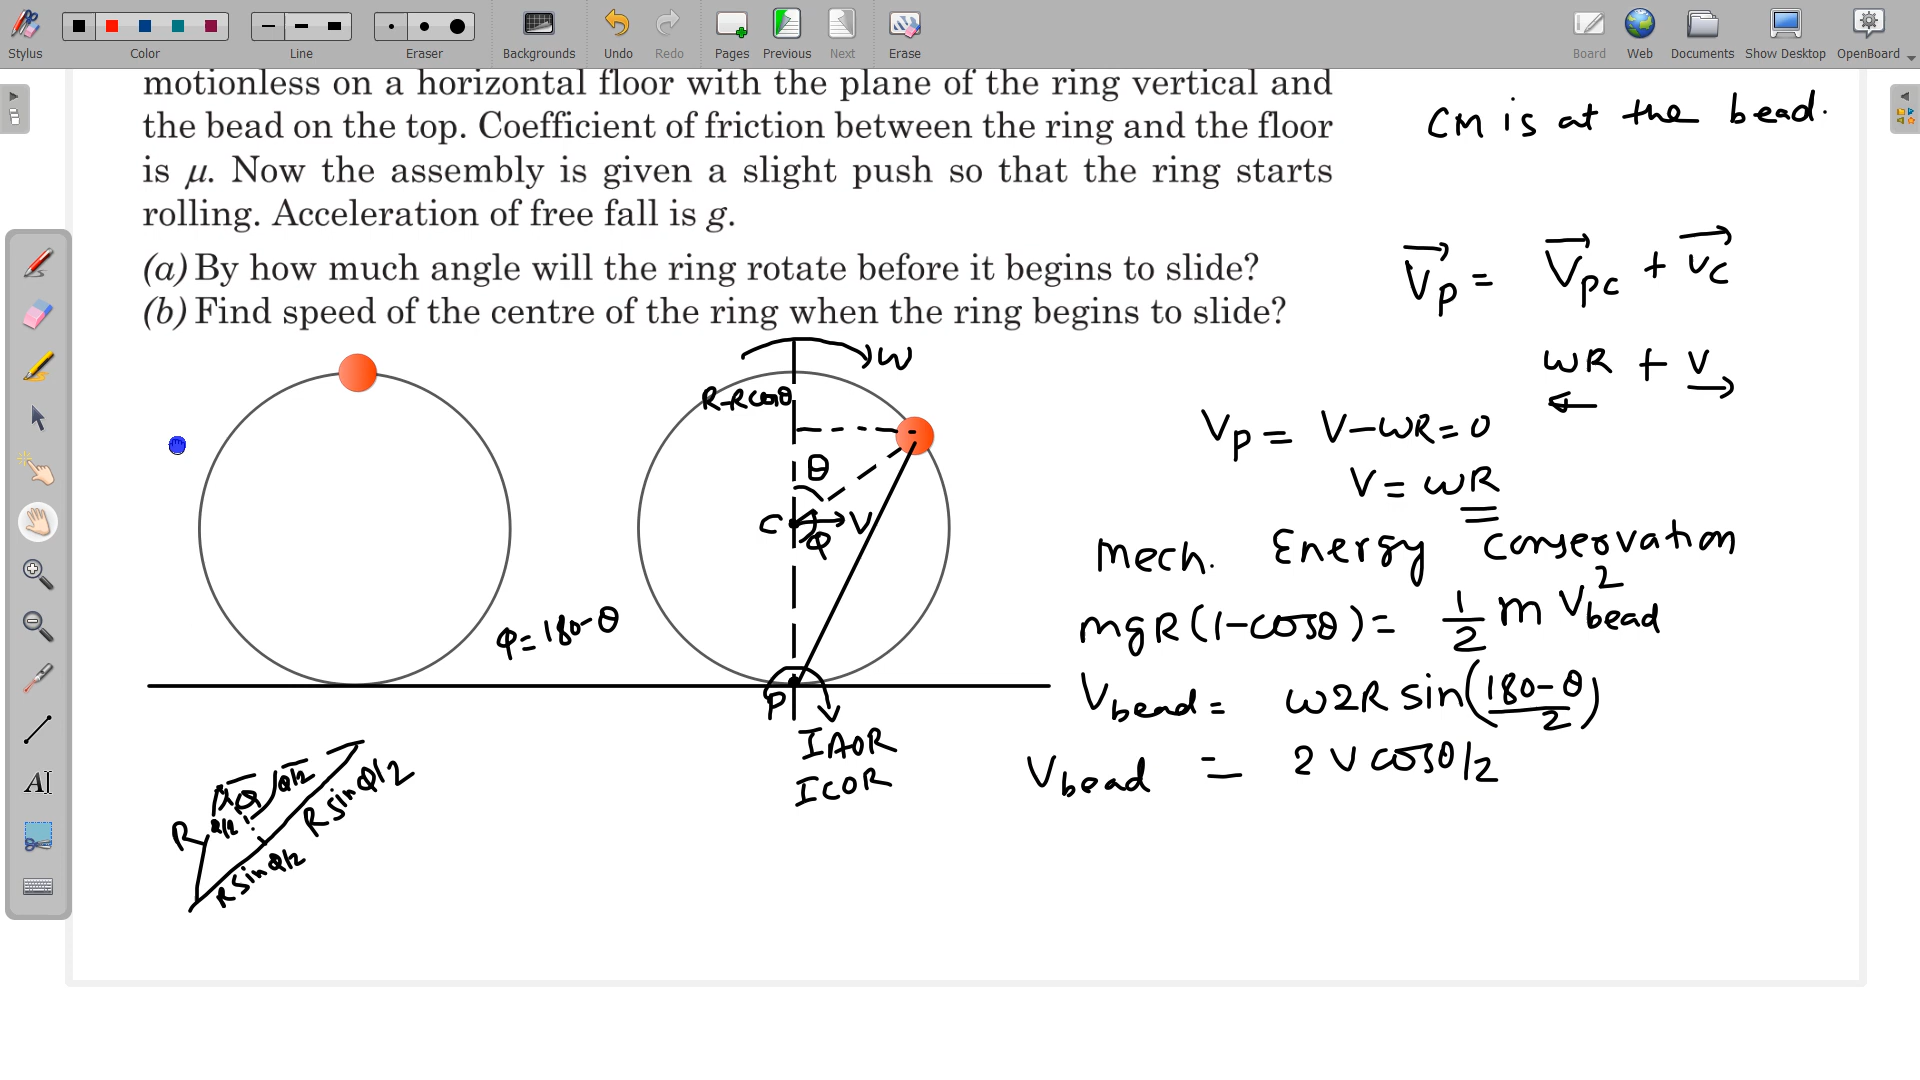 Stylus Color Line Eraser Backgrounds Undo Redo Pages Previous Next Erase Board Web Documents Show Desktop OpenBoard
motionless on a horizontal floor with the plane of the ring vertical and
the bead on the top. Coefficient of friction between the ring and the floor
is μ. Now the assembly is given a slight push so that the ring starts
rolling. Acceleration of free fall is g.
(a) By how much angle will the ring rotate before it begins to slide?
(b) Find speed of the centre of the ring when the ring begins to slide?
CM is at the bead.
V⃗p = V⃗pc + v⃗c
ωR + V
Vp = V-ωR=0
V= ωR
Mech. Energy Conservation
mgR(1-cosθ)= 1/2 m V²bead
Vbead = ω2R sin((180-θ)/2)
Vbead = 2 V cosθ/2
ω
R-Rcosθ
θ
C
V
φ
φ=180-θ
P
IAOR
ICOR
R
φ/2
φ/2
R sin φ/2
R sin φ/2
AI